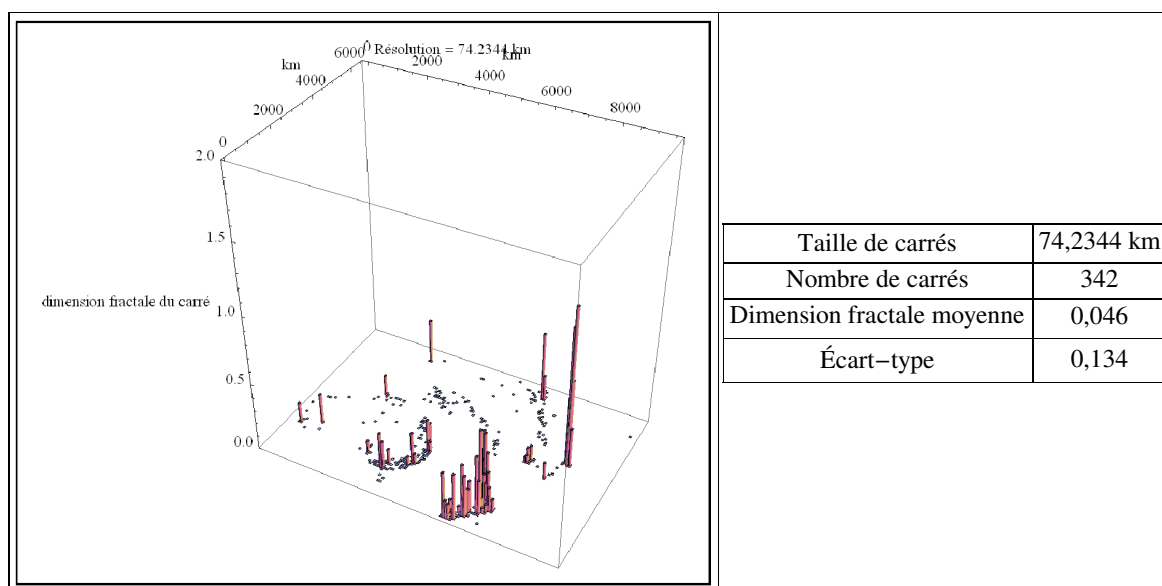 Résolution = 74.2344 km
km
6000
4000
2000
0
0
2000
km
4000
6000
8000
2.0
1.5
dimension fractale du carré
1.0
0.5
0.0
Taille de carrés 74,2344 km
Nombre de carrés 342
Dimension fractale moyenne 0,046
Écart−type 0,134